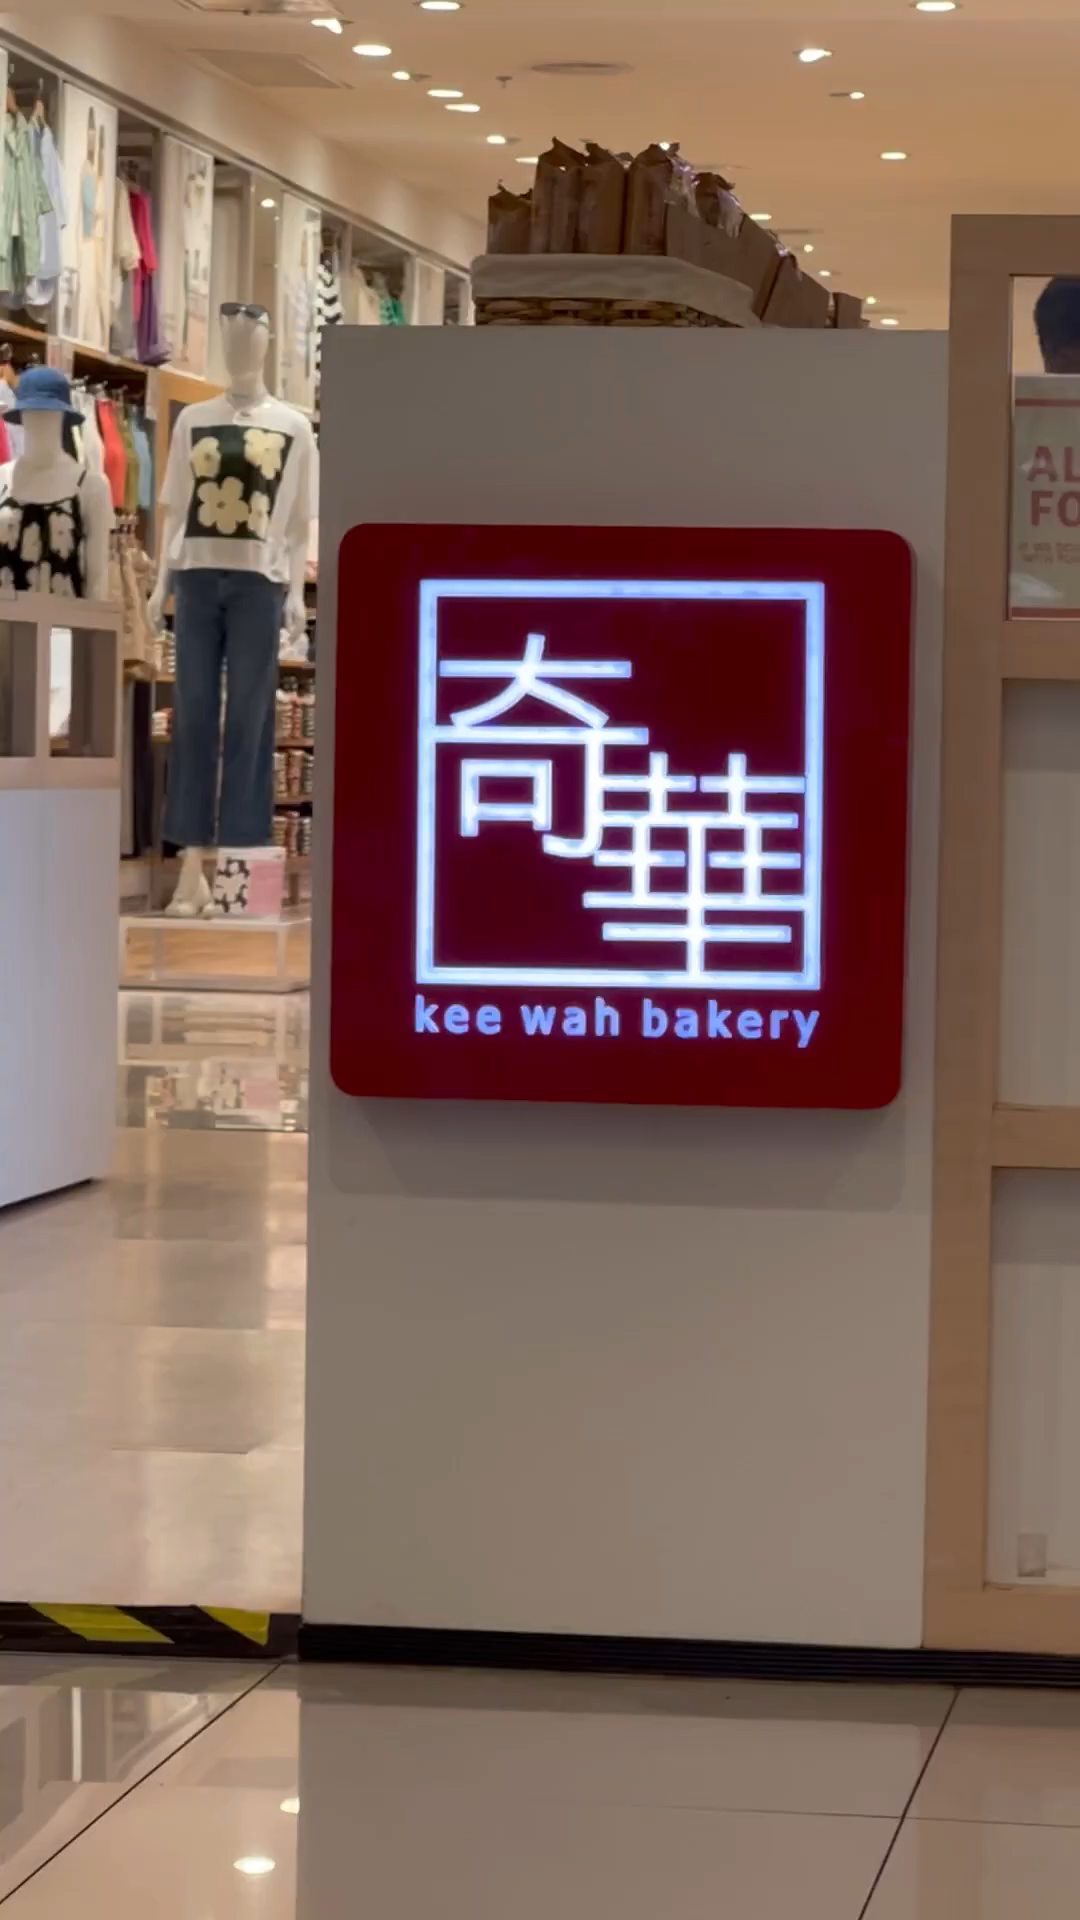 奇華
kee wah bakery